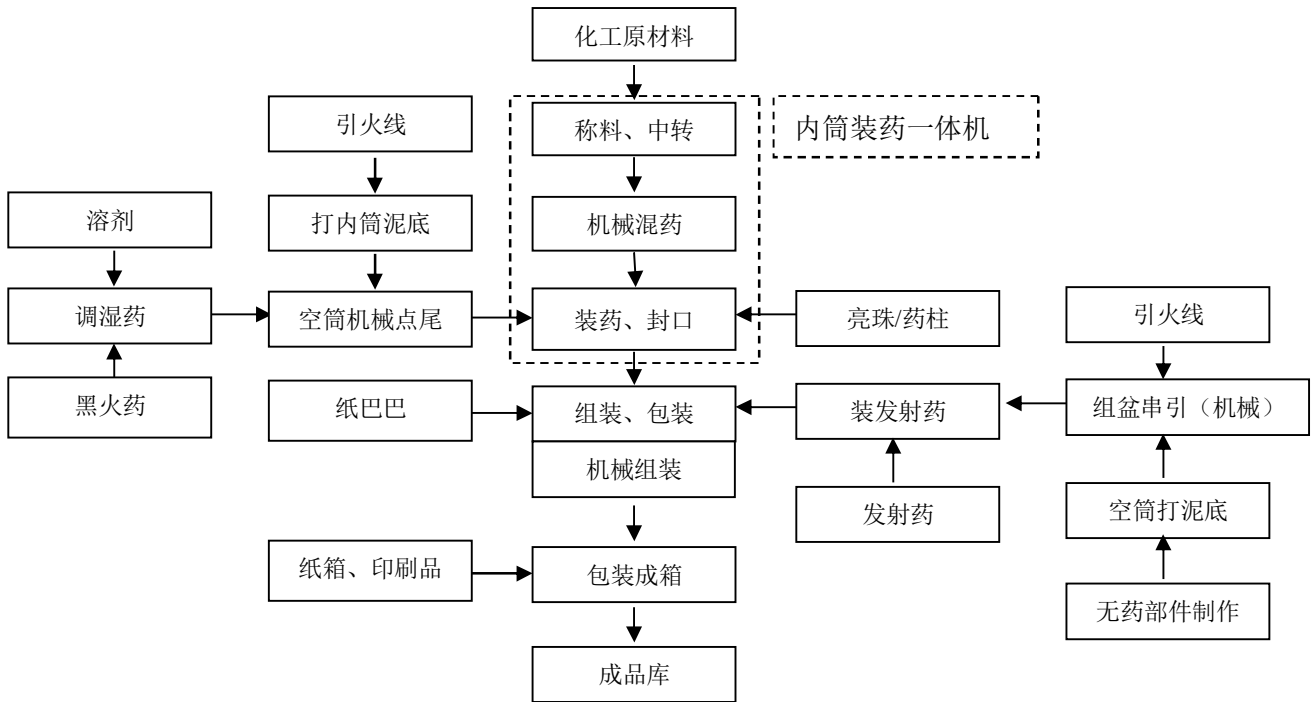 化工原材料
引火线
称料、中转
内筒装药一体机
溶剂
打内筒泥底
机械混药
调湿药
空筒机械点尾
装药、封口
亮珠/药柱
引火线
黑火药
纸巴巴
组装、包装
装发射药
组盆串引（机械）
机械组装
发射药
空筒打泥底
纸箱、印刷品
包装成箱
无药部件制作
成品库